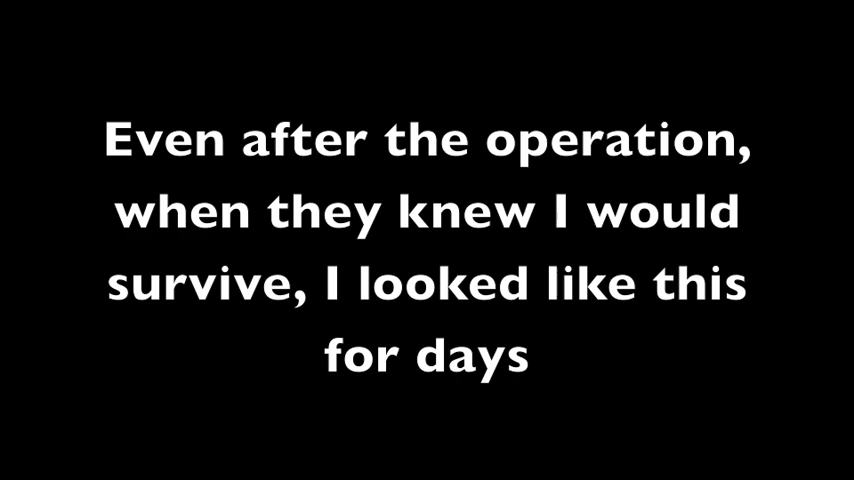 Even after the operation,
when they knew I would
survive, I looked like this
for days